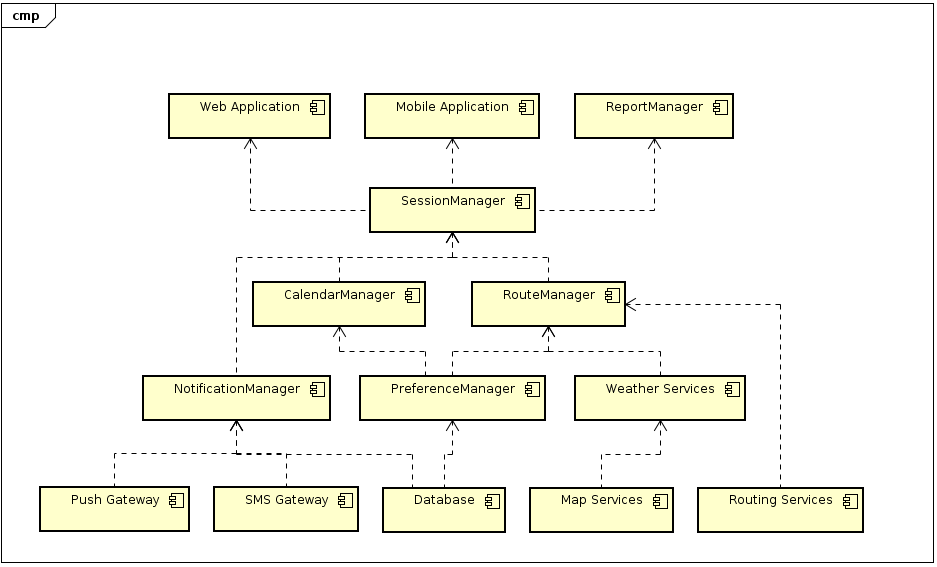 cmp
Web Application
Mobile Application
ReportManager
SessionManager
CalendarManager
RouteManager
NotificationManager
PreferenceManager
Weather Services
Push Gateway
SMS Gateway
Database
Map Services
Routing Services